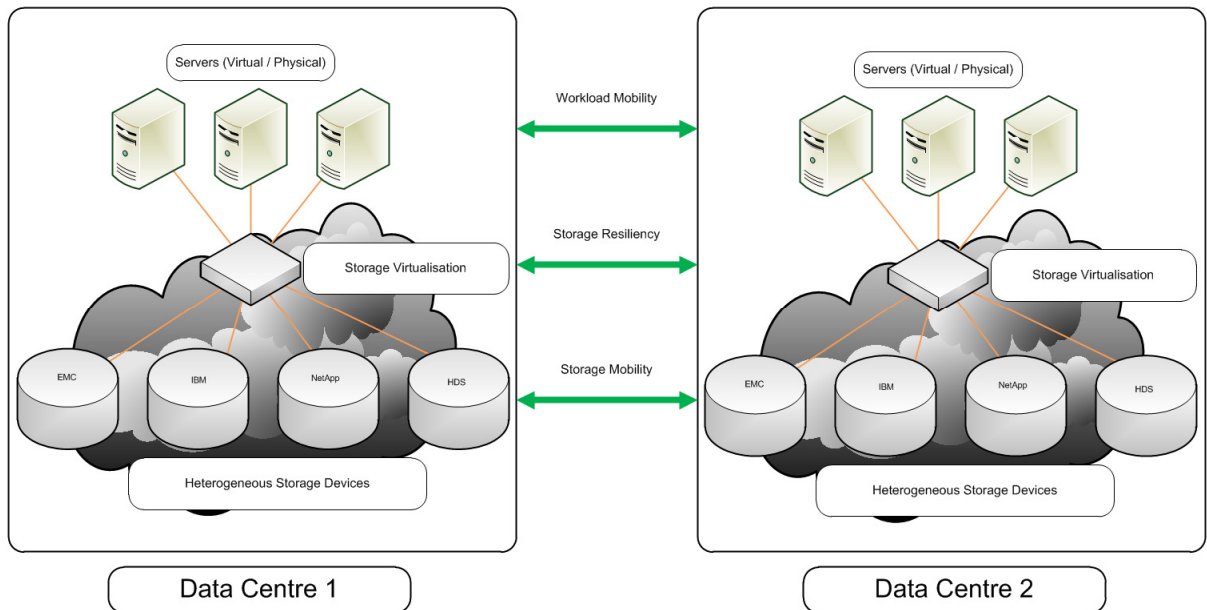 Servers (Virtual / Physical)
Storage Virtualisation
EMC
IBM
NetApp
HDS
Heterogeneous Storage Devices
Data Centre 1
Workload Mobility
Storage Resiliency
Storage Mobility
Servers (Virtual / Physical)
Storage Virtualisation
EMC
IBM
NetApp
HDS
Heterogeneous Storage Devices
Data Centre 2